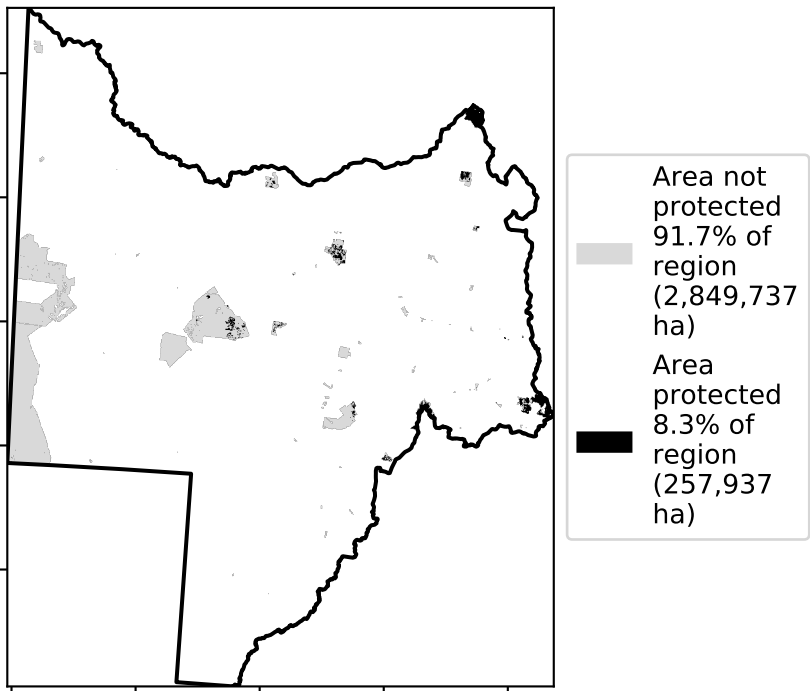 Area not
protected
91.7% of
region
(2,849,737
ha)
Area
protected
8.3% of
region
(257,937
ha)